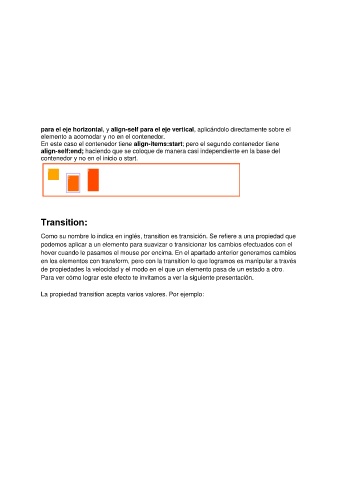 para el eje horizontal, y align-self para el eje vertical, aplicándolo directamente sobre el
elemento a acomodar y no en el contenedor.
En este caso el contenedor tiene align-items:start; pero el segundo contenedor tiene
align-self:end; haciendo que se coloque de manera casi independiente en la base del
contenedor y no en el inicio o start.
Transition:
Como su nombre lo indica en inglés, transition es transición. Se refiere a una propiedad que
podemos aplicar a un elemento para suavizar o transicionar los cambios efectuados con el
hover cuando le pasamos el mouse por encima. En el apartado anterior generamos cambios
en los elementos con transform, pero con la transition lo que logramos es manipular a través
de propiedades la velocidad y el modo en el que un elemento pasa de un estado a otro.
Para ver cómo lograr este efecto te invitamos a ver la siguiente presentación.
La propiedad transition acepta varios valores. Por ejemplo: